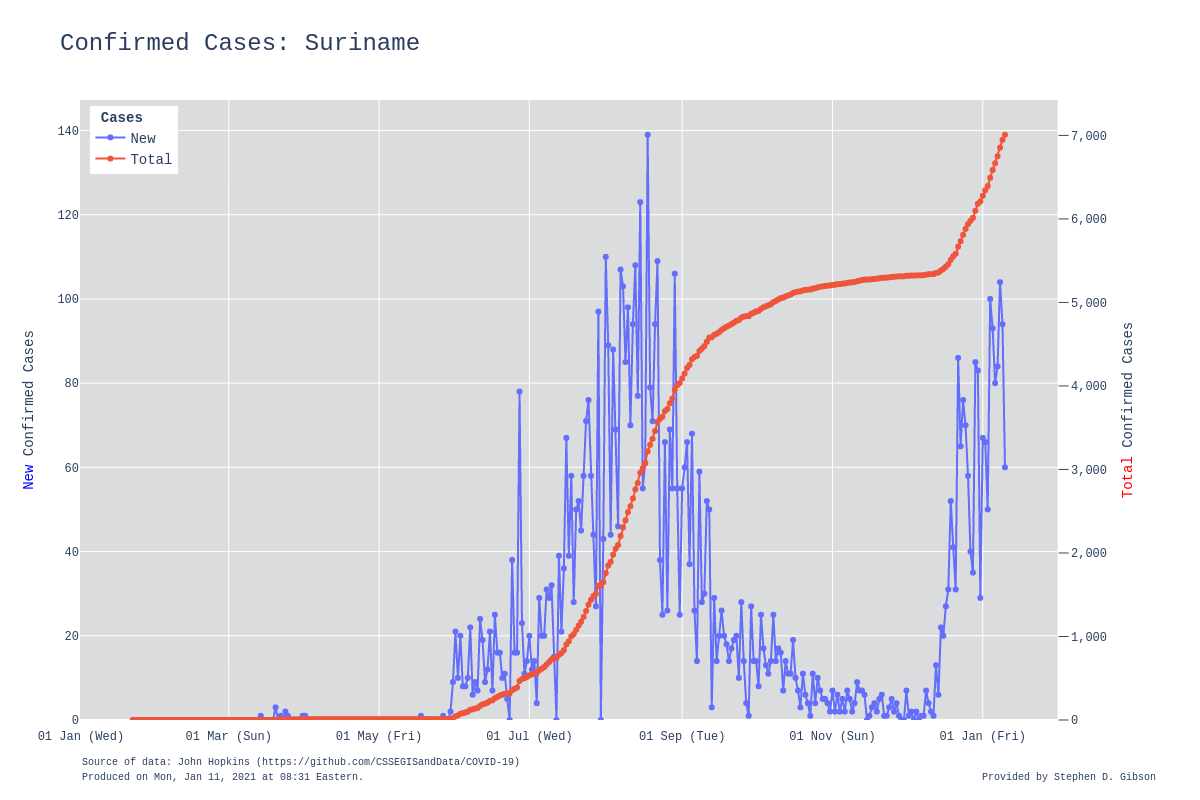 Confirmed Cases: Suriname
Cases
New
Total
140
120
100
80
60
40
20
0
7,000
6,000
5,000
4,000
3,000
2,000
1,000
0
New Confirmed Cases
Total Confirmed Cases
01 Jan (Wed) 01 Mar (Sun) 01 May (Fri) 01 Jul (Wed) 01 Sep (Tue) 01 Nov (Sun) 01 Jan (Fri)
Source of data: John Hopkins (https://github.com/CSSEGISandData/COVID-19)
Produced on Mon, Jan 11, 2021 at 08:31 Eastern.
Provided by Stephen D. Gibson